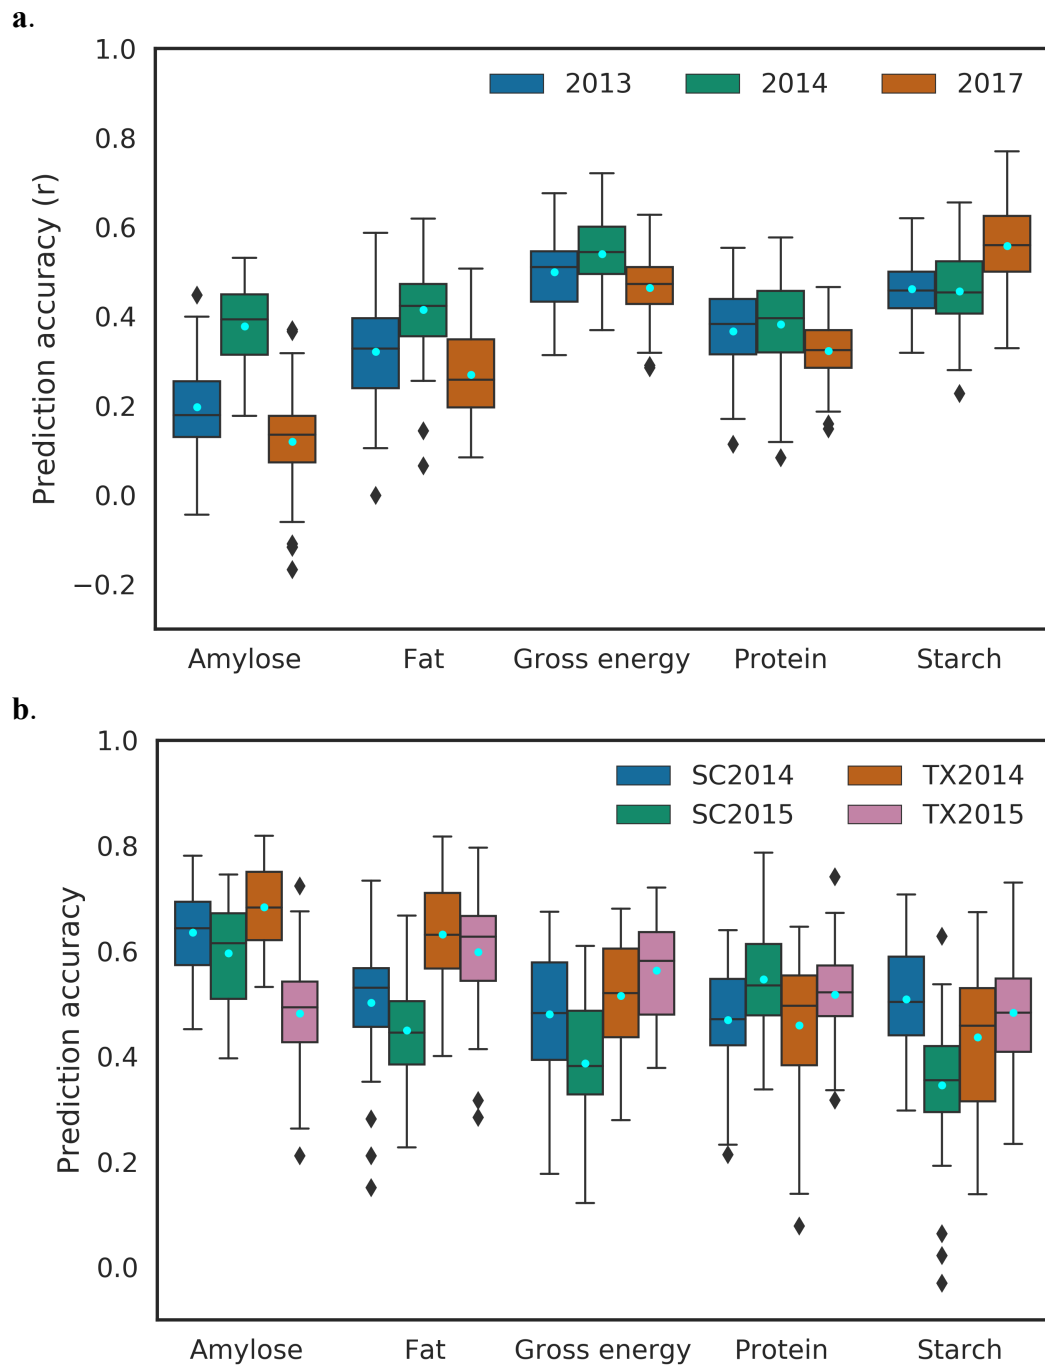 a.
1.0
2013 2014 2017
0.8
0.6
0.4
0.2
0.0
−0.2
Prediction accuracy (r)
Amylose Fat Gross energy Protein Starch
b.
1.0
SC2014 TX2014
SC2015 TX2015
0.8
0.6
0.4
0.2
0.0
Prediction accuracy
Amylose Fat Gross energy Protein Starch